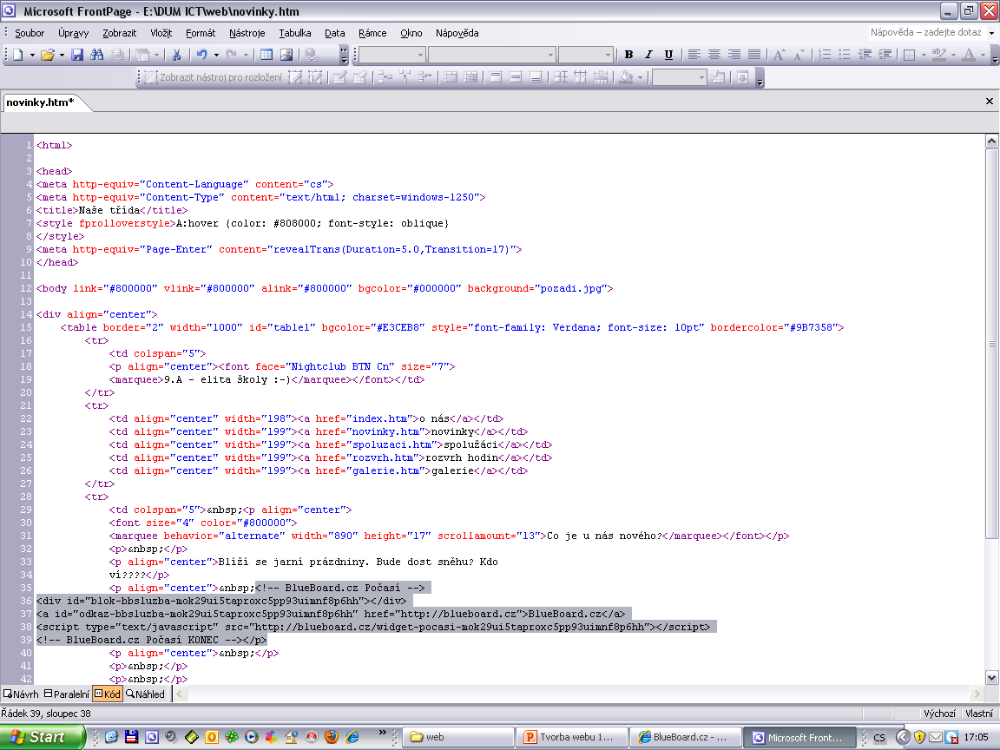 Microsoft FrontPage - E:\DUM ICT\web\novinky.htm
Soubor Úpravy Zobrazit Vložit Formát Nástroje Tabulka Data Rámce Okno Nápověda Nápověda – zadejte dotaz
B I U A A ab A
Zobrazit nástroj pro rozložení
novinky.htm*
1 <html>
2
3 <head>
4 <meta http-equiv="Content-Language" content="cs">
5 <meta http-equiv="Content-Type" content="text/html; charset=windows-1250">
6 <title>Naše třída</title>
7 <style fprolloverstyle>A:hover {color: #808000; font-style: oblique}
8 </style>
9 <meta http-equiv="Page-Enter" content="revealTrans(Duration=5.0,Transition=17)">
10 </head>
11
12 <body link="#800000" vlink="#800000" alink="#800000" bgcolor="#000000" background="pozadi.jpg">
13
14 <div align="center">
15 <table border="2" width="1000" id="table1" bgcolor="#E3CEB8" style="font-family: Verdana; font-size: 10pt" bordercolor="#9B7358">
16 <tr>
17 <td colspan="5">
18 <p align="center"><font face="Nightclub BTN Cn" size="7">
19 <marquee>9.A - elita školy :-)</marquee></font></td>
20 </tr>
21 <tr>
22 <td align="center" width="198"><a href="index.htm">o nás</a></td>
23 <td align="center" width="199"><a href="novinky.htm">novinky</a></td>
24 <td align="center" width="199"><a href="spoluzaci.htm">spolužáci</a></td>
25 <td align="center" width="199"><a href="rozvrh.htm">rozvrh hodin</a></td>
26 <td align="center" width="199"><a href="galerie.htm">galerie</a></td>
27 </tr>
28 <tr>
29 <td colspan="5">&nbsp;<p align="center">
30 <font size="4" color="#800000">
31 <marquee behavior="alternate" width="890" height="17" scrollamount="13">Co je u nás nového?</marquee></font></p>
32 <p>&nbsp;</p>
33 <p align="center">Blíží se jarní prázdniny. Bude dost sněhu? Kdo
34 ví????</p>
35 <p align="center">&nbsp;<!-- BlueBoard.cz Počasí -->
36 <div id="blok-bbsluzba-mok29ui5taproxc5pp93uimnf8p6hh"></div>
37 <a id="odkaz-bbsluzba-mok29ui5taproxc5pp93uimnf8p6hh" href="http://blueboard.cz">BlueBoard.cz</a>
38 <script type="text/javascript" src="http://blueboard.cz/widget-pocasi-mok29ui5taproxc5pp93uimnf8p6hh"></script>
39 <!-- BlueBoard.cz Počasí KONEC --></p>
40 <p align="center">&nbsp;</p>
41 <p>&nbsp;</p>
42 <p>&nbsp;</p>
Návrh Paralelní Kód Náhled
Řádek 39, sloupec 38 Výchozí Vlastní
Start web Tvorba webu 1... BlueBoard.cz - ... Microsoft Front... CS 17:05